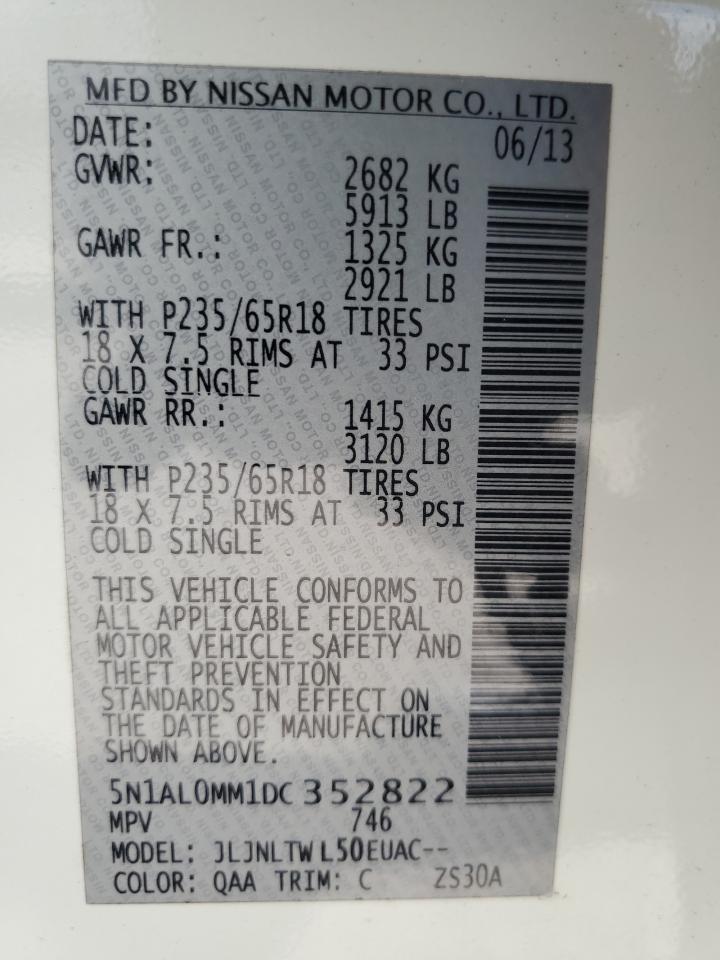 MFD BY NISSAN MOTOR CO., LTD.
DATE: 06/13
GVWR: 2682 KG
5913 LB
GAWR FR.: 1325 KG
2921 LB
WITH P235/65R18 TIRES
18 X 7.5 RIMS AT 33 PSI
COLD SINGLE
GAWR RR.: 1415 KG
3120 LB
WITH P235/65R18 TIRES
18 X 7.5 RIMS AT 33 PSI
COLD SINGLE
THIS VEHICLE CONFORMS TO
ALL APPLICABLE FEDERAL
MOTOR VEHICLE SAFETY AND
THEFT PREVENTION
STANDARDS IN EFFECT ON
THE DATE OF MANUFACTURE
SHOWN ABOVE.
5N1AL0MM1DC352822
MPV 746
MODEL: JLJNLTWL50EUAC--
COLOR: QAA TRIM: C ZS30A